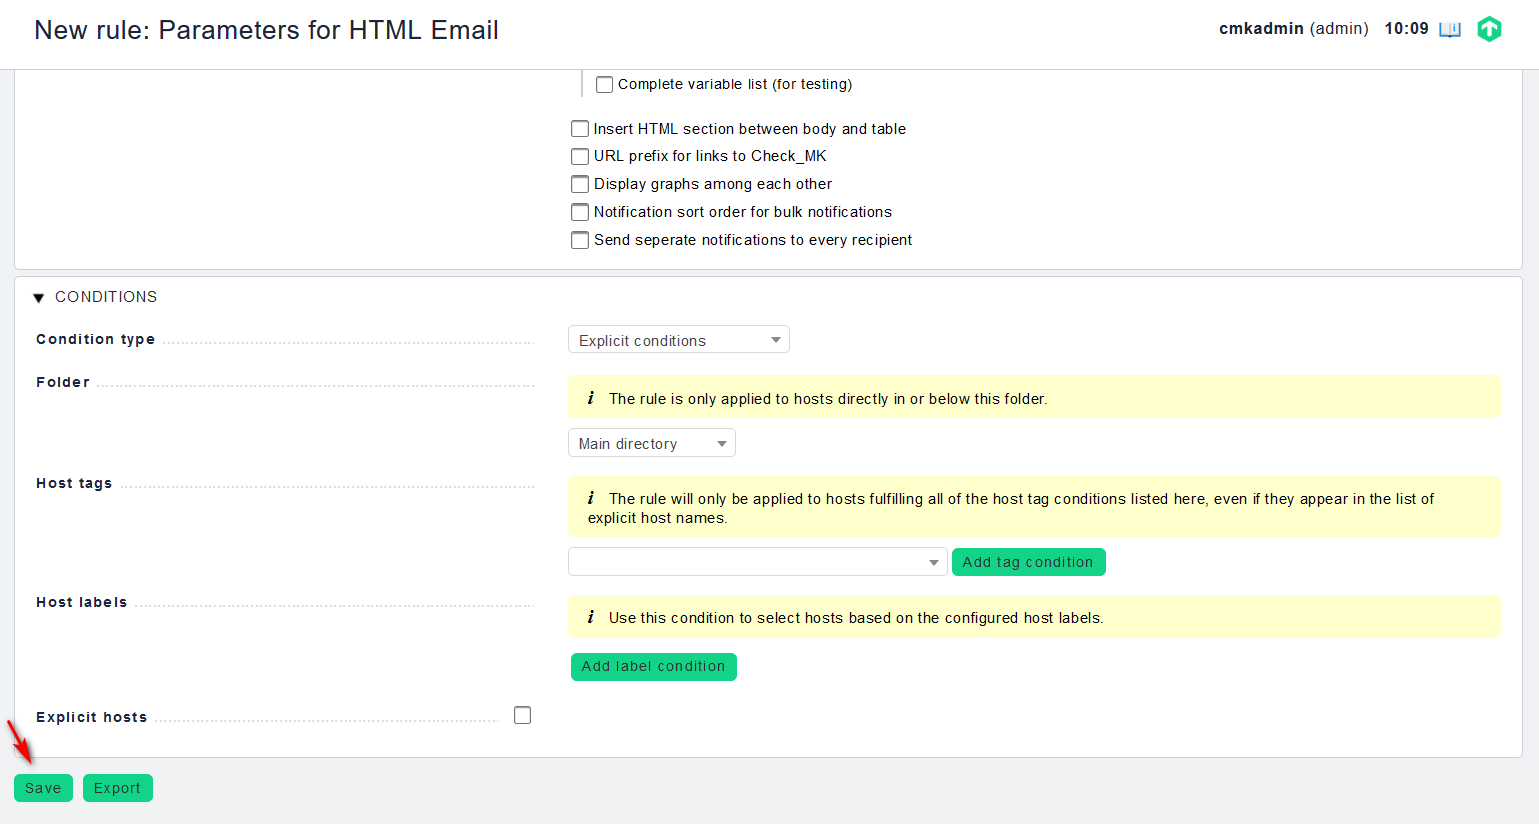 New rule: Parameters for HTML Email
cmkadmin (admin) 10:09
Complete variable list (for testing)
Insert HTML section between body and table
URL prefix for links to Check_MK
Display graphs among each other
Notification sort order for bulk notifications
Send seperate notifications to every recipient
CONDITIONS
Condition type
Explicit conditions
Folder
i The rule is only applied to hosts directly in or below this folder.
Main directory
Host tags
i The rule will only be applied to hosts fulfilling all of the host tag conditions listed here, even if they appear in the list of
explicit host names.
Add tag condition
Host labels
i Use this condition to select hosts based on the configured host labels.
Add label condition
Explicit hosts
Save Export